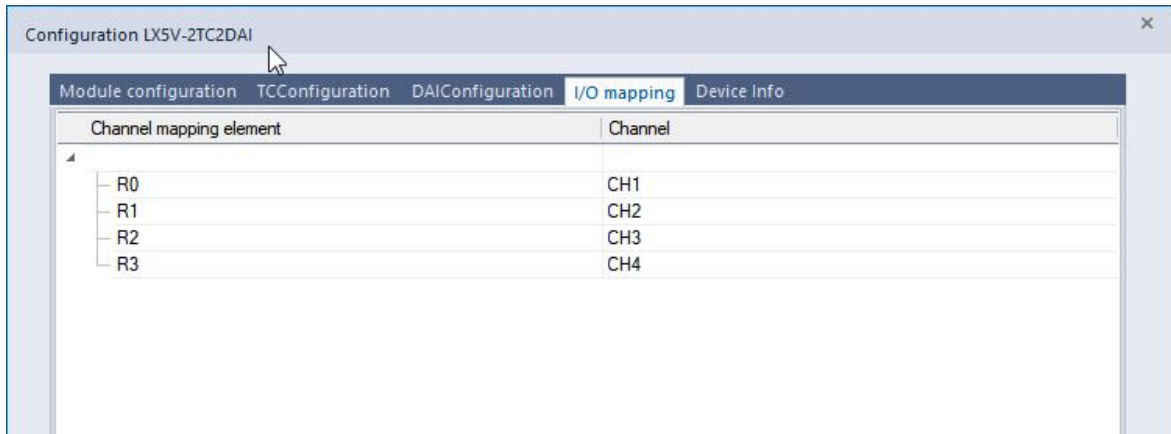 Configuration LX5V-2TC2DAI
Module configuration TCConfiguration DAIConfiguration I/O mapping Device Info
Channel mapping element Channel
R0 CH1
R1 CH2
R2 CH3
R3 CH4